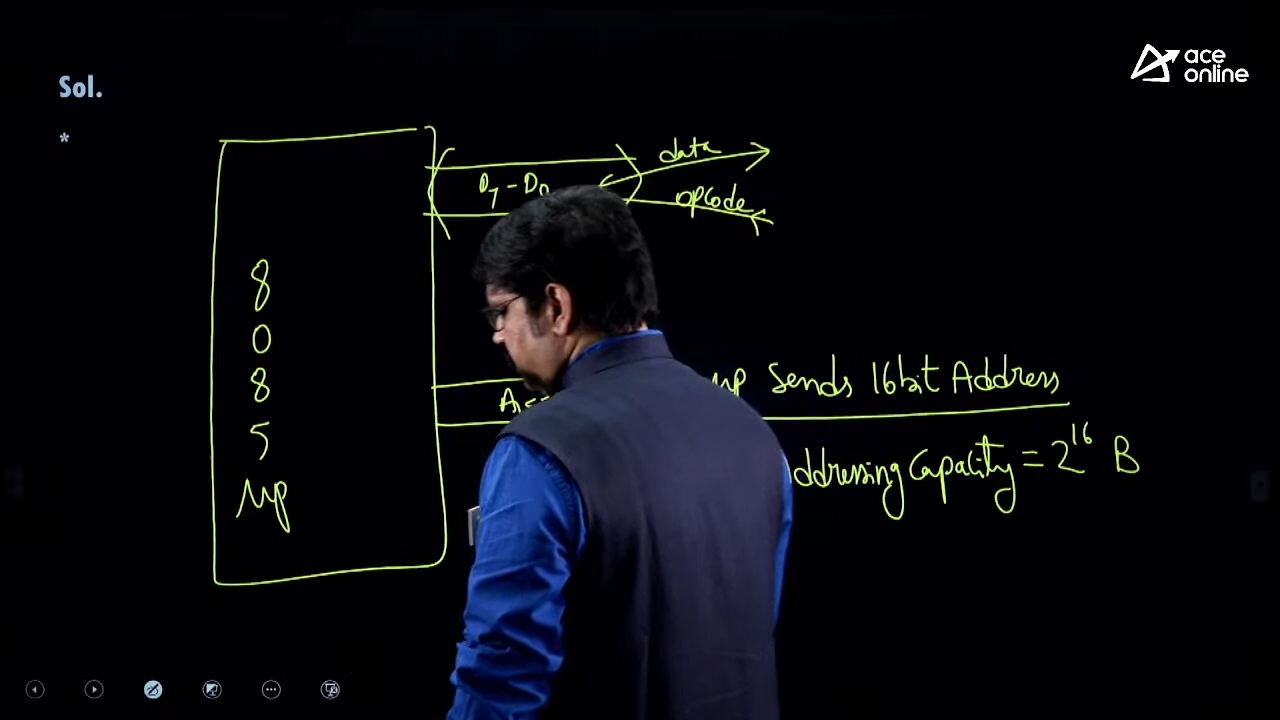 ace
online
Sol.
*
data
D7 - D0
opcode
8
0
8
5
μp
μp Sends 16bit Address
Addressing Capacity = 2^16 B